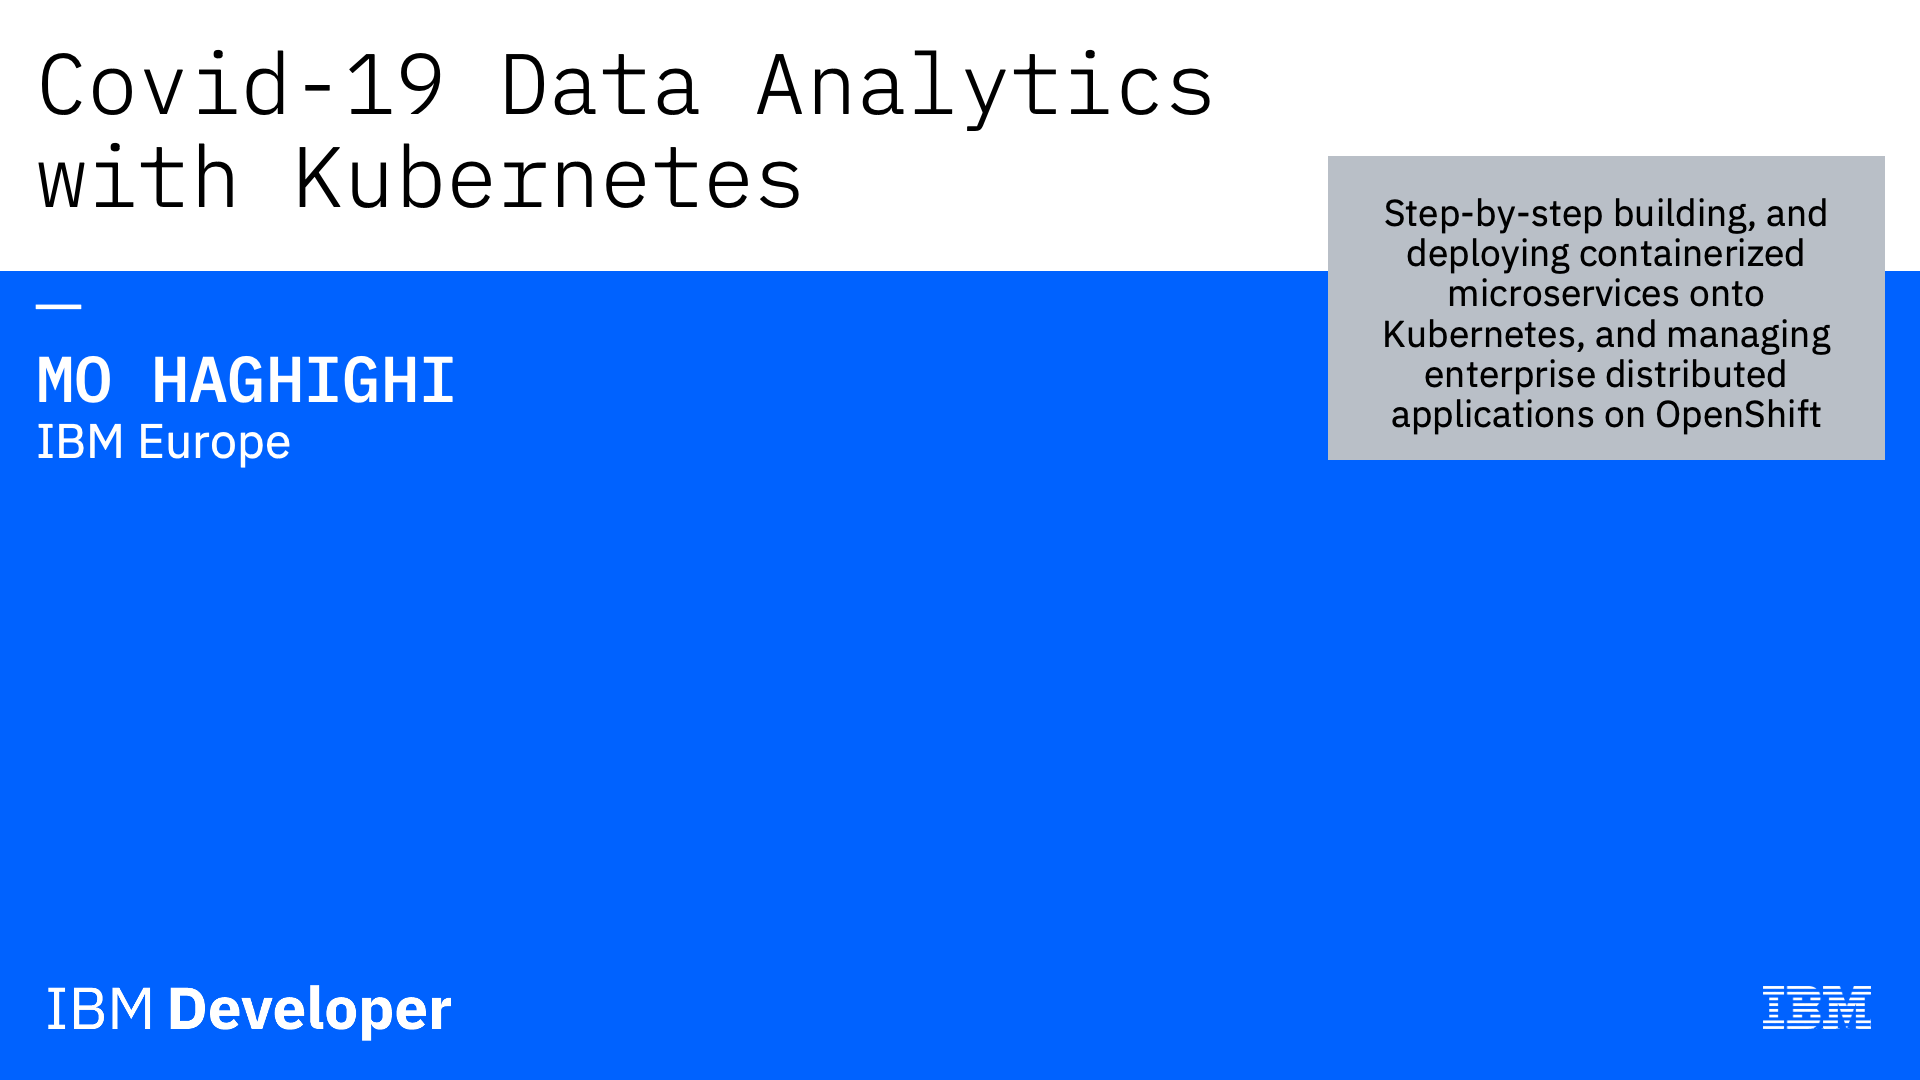 Covid-19 Data Analytics
with Kubernetes
Step-by-step building, and
deploying containerized
microservices onto
Kubernetes, and managing
enterprise distributed
applications on OpenShift
—
MO HAGHIGHI
IBM Europe
IBM Developer
IBM